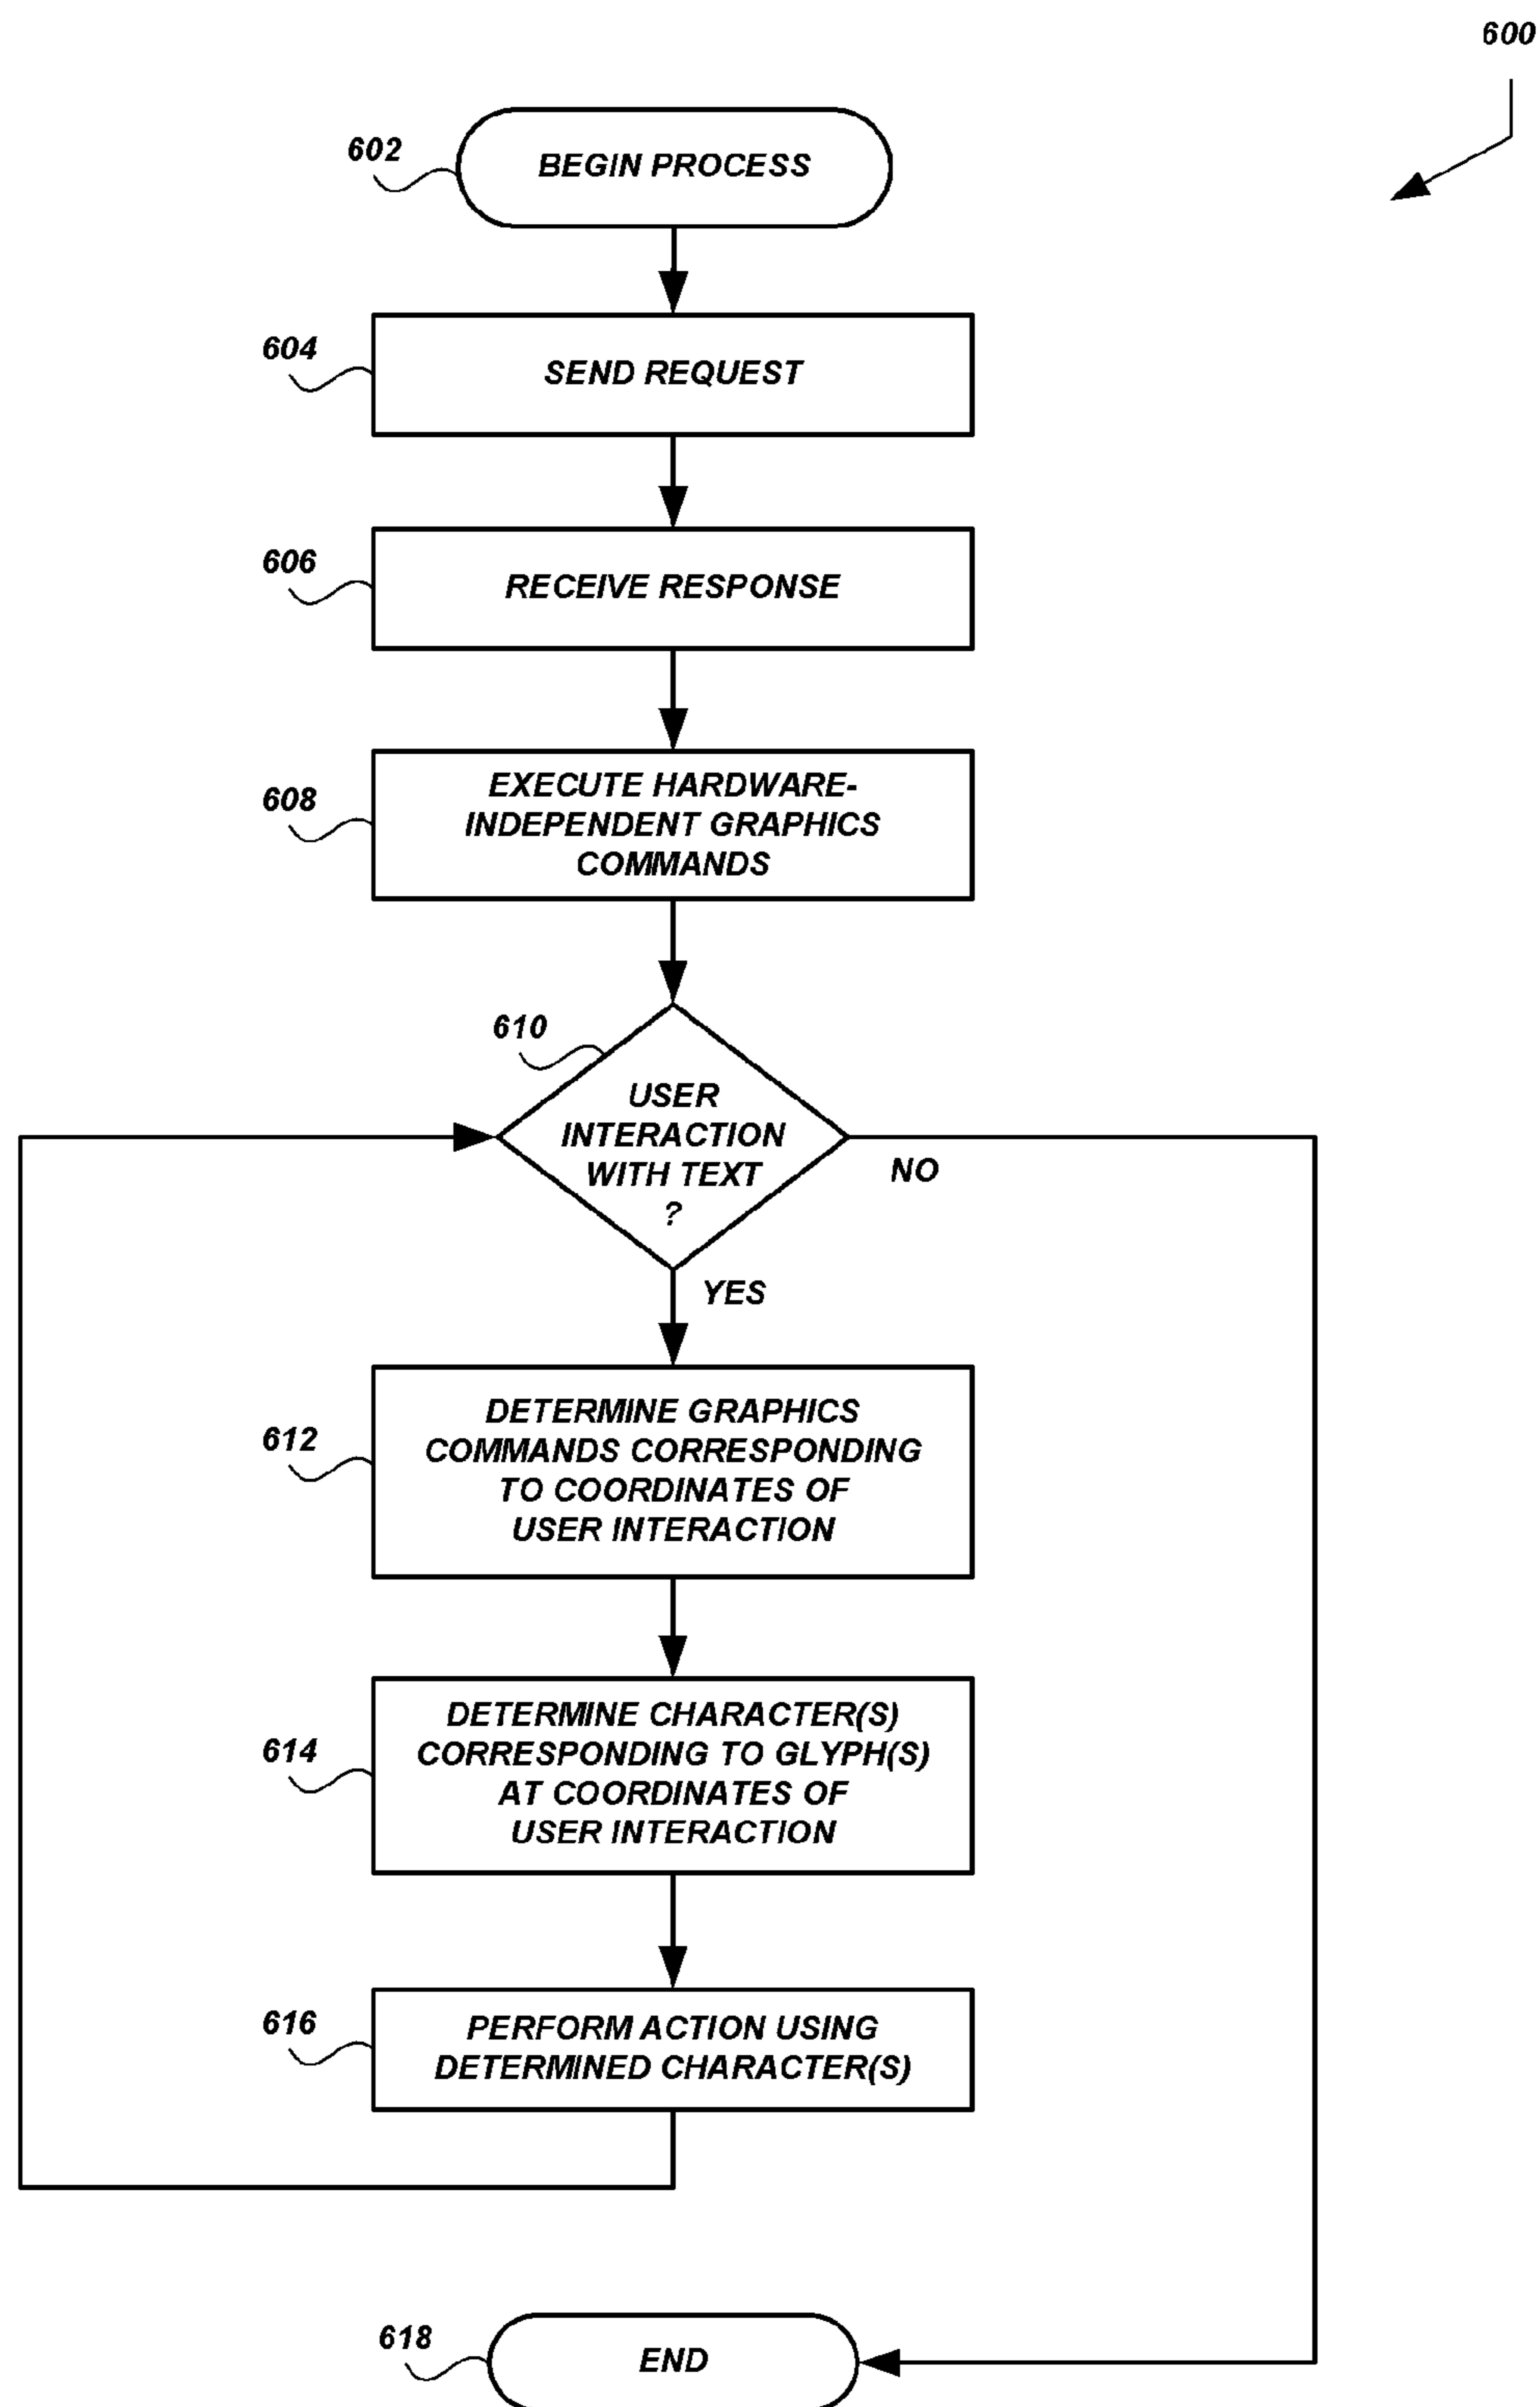 600
602
BEGIN PROCESS
604
SEND REQUEST
606
RECEIVE RESPONSE
608
EXECUTE HARDWARE-
INDEPENDENT GRAPHICS
COMMANDS
610
USER
INTERACTION
WITH TEXT
?
NO
YES
612
DETERMINE GRAPHICS
COMMANDS CORRESPONDING
TO COORDINATES OF
USER INTERACTION
614
DETERMINE CHARACTER(S)
CORRESPONDING TO GLYPH(S)
AT COORDINATES OF
USER INTERACTION
616
PERFORM ACTION USING
DETERMINED CHARACTER(S)
618
END